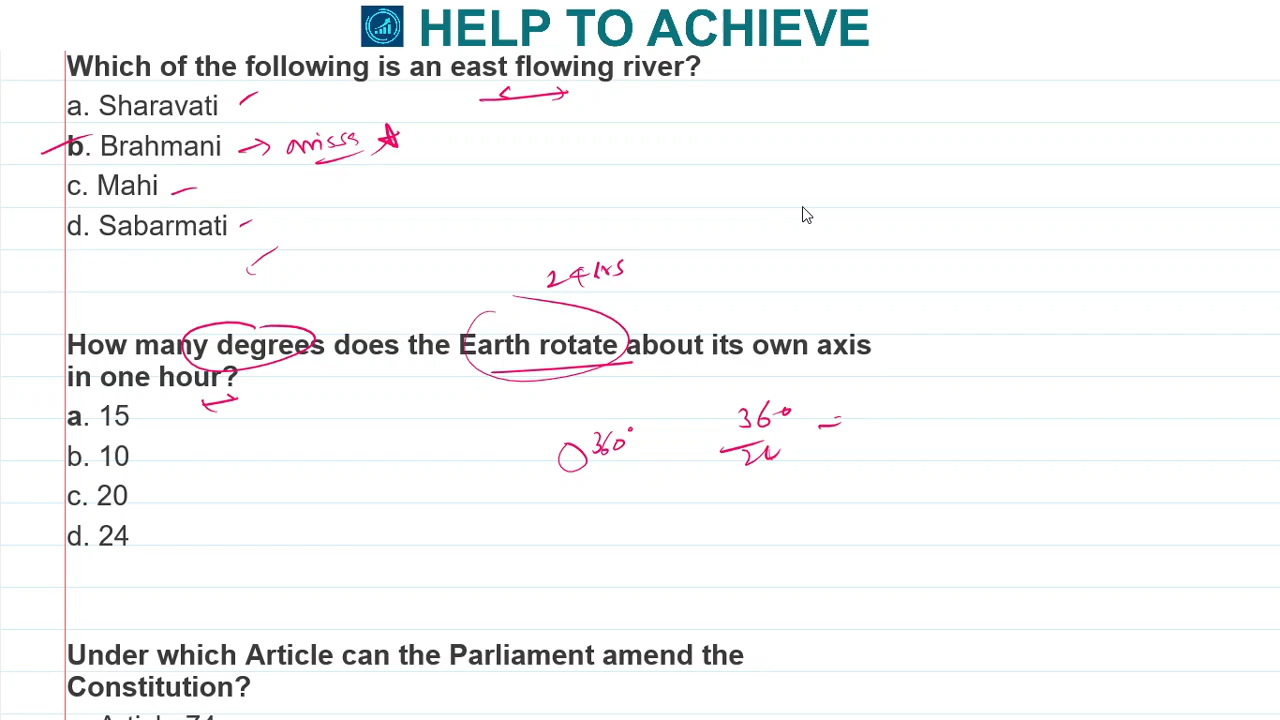 HELP TO ACHIEVE
Which of the following is an east flowing river?
a. Sharavati
b. Brahmani → orissa
c. Mahi
d. Sabarmati
24 hrs
How many degrees does the Earth rotate about its own axis
in one hour?
a. 15
b. 10
c. 20
d. 24
360°
360 =
24
Under which Article can the Parliament amend the
Constitution?
a. Article 74